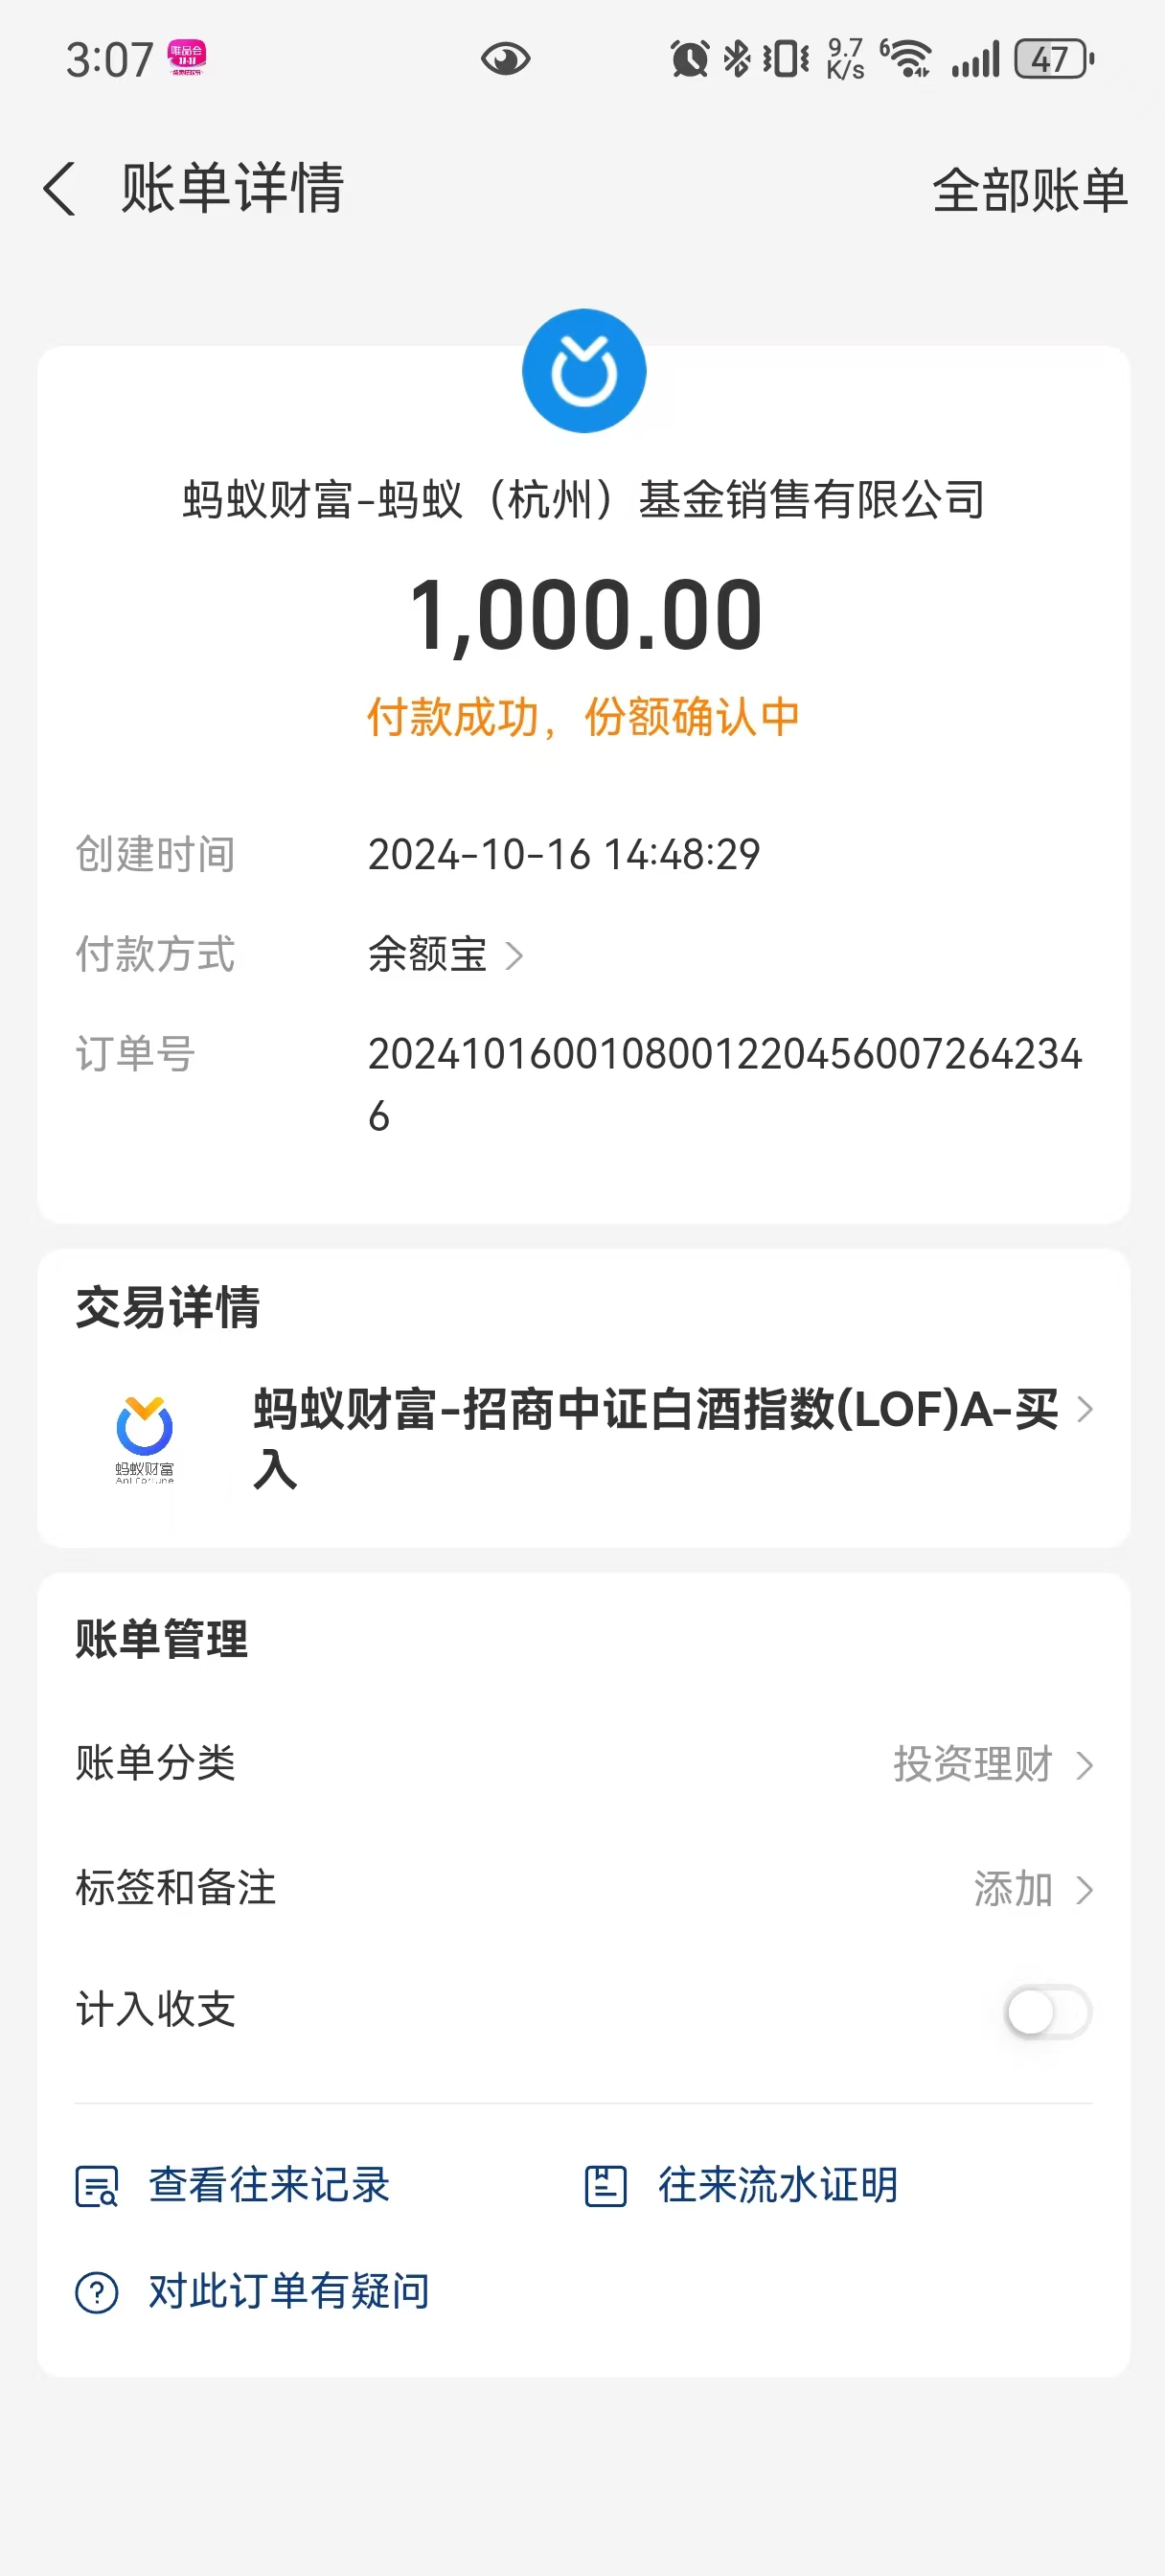 3:07
唯品会
9.7
K/s
6
47
账单详情
全部账单
蚂蚁财富-蚂蚁（杭州）基金销售有限公司
1,000.00
付款成功，份额确认中
创建时间
2024-10-16 14:48:29
付款方式
余额宝
订单号
2024101600108001220456007264234
6
交易详情
蚂蚁财富-招商中证白酒指数(LOF)A-买
入
蚂蚁财富
Ant Fortune
账单管理
账单分类
投资理财
标签和备注
添加
计入收支
查看往来记录
往来流水证明
对此订单有疑问